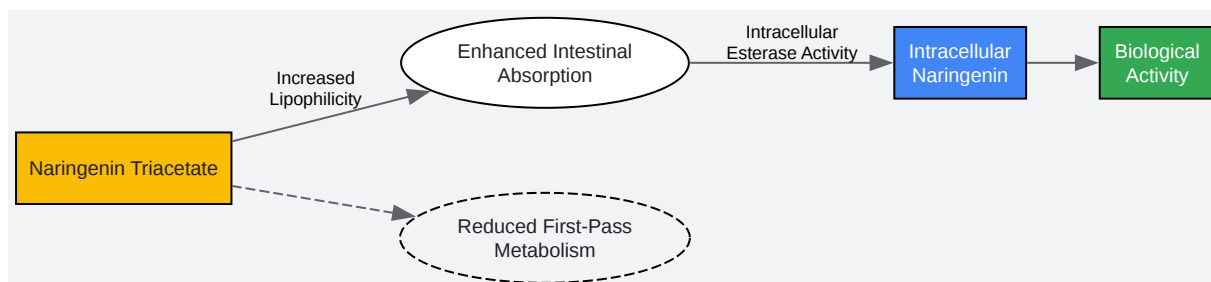 Naringenin Triacetate
Increased
Lipophilicity
Enhanced Intestinal
Absorption
Intracellular
Esterase Activity
Intracellular
Naringenin
Biological
Activity
Reduced First-Pass
Metabolism